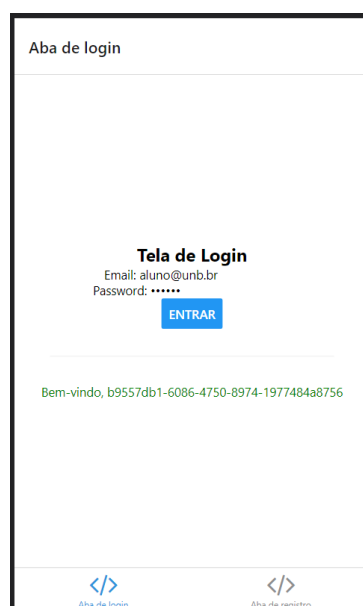 Aba de login
Tela de Login
Email: aluno@unb.br
Password: ••••••
ENTRAR
Bem-vindo, b9557db1-6086-4750-8974-1977484a8756
Aba de login
Aba de registro